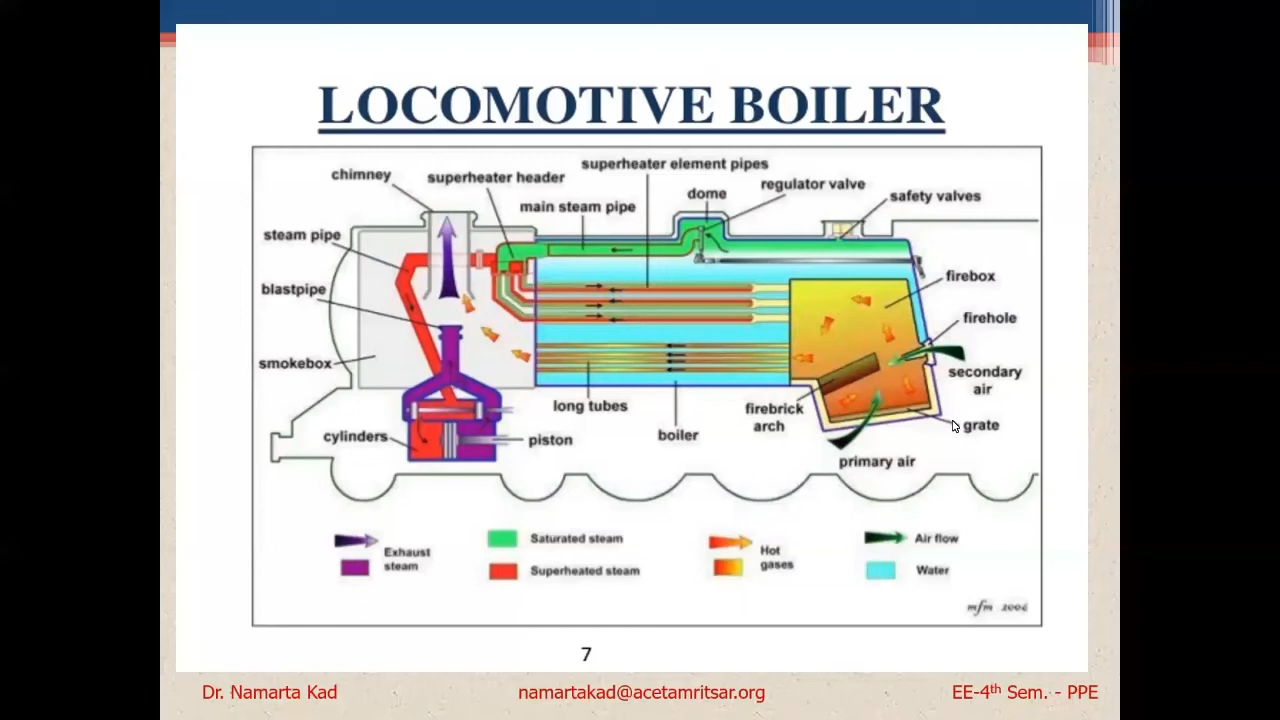 LOCOMOTIVE BOILER
superheater element pipes
chimney
superheater header
regulator valve
dome
safety valves
main steam pipe
steam pipe
firebox
blastpipe
firehole
smokebox
secondary
air
long tubes
firebrick
arch
grate
cylinders
piston
boiler
primary air
Exhaust
steam
Saturated steam
Superheated steam
Hot
gases
Air flow
Water
mfm 2006
7
Dr. Namarta Kad
namartakad@acetamritsar.org
EE-4th Sem. - PPE